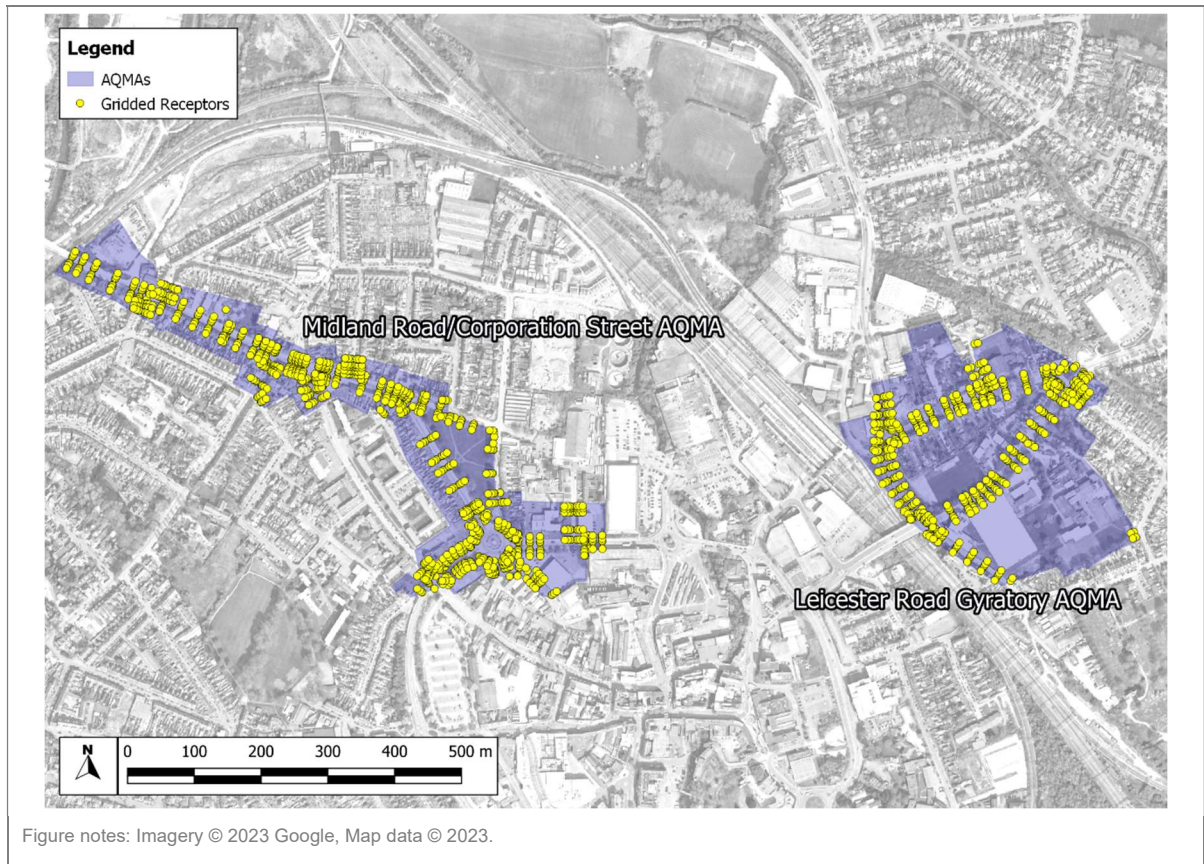 Legend
AQMAs
Gridded Receptors
Midland Road/Corporation Street AQMA
Leicester Road Gyratory AQMA
N
0 100 200 300 400 500 m
Figure notes: Imagery © 2023 Google, Map data © 2023.